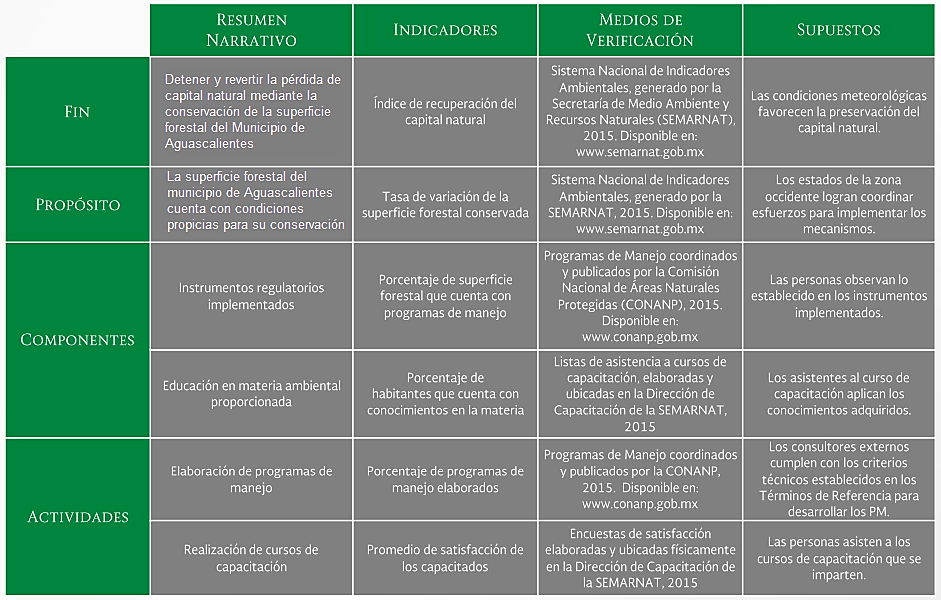 RESUMEN
NARRATIVO
INDICADORES
MEDIOS DE
VERIFICACIÓN
SUPUESTOS
FIN
Detener y revertir la pérdida de
capital natural mediante la
conservación de la superficie
forestal del Municipio de
Aguascalientes
Índice de recuperación del
capital natural
Sistema Nacional de Indicadores
Ambientales, generado por la
Secretaría de Medio Ambiente y
Recursos Naturales (SEMARNAT),
2015. Disponible en:
www.semarnat.gob.mx
Las condiciones meteorológicas
favorecen la preservación del
capital natural.
PROPÓSITO
La superficie forestal del
municipio de Aguascalientes
cuenta con condiciones
propicias para su conservación
Tasa de variación de la
superficie forestal conservada
Sistema Nacional de Indicadores
Ambientales, generado por la
SEMARNAT, 2015. Disponible en:
www.semarnat.gob.mx
Los estados de la zona
occidente logran coordinar
esfuerzos para implementar los
mecanismos.
COMPONENTES
Instrumentos regulatorios
implementados
Porcentaje de superficie
forestal que cuenta con
programas de manejo
Programas de Manejo coordinados
y publicados por la Comisión
Nacional de Áreas Naturales
Protegidas (CONANP), 2015.
Disponible en:
www.conanp.gob.mx
Las personas observan lo
establecido en los instrumentos
implementados.
Educación en materia ambiental
proporcionada
Porcentaje de
habitantes que cuenta con
conocimientos en la materia
Listas de asistencia a cursos de
capacitación, elaboradas y
ubicadas en la Dirección de
Capacitación de la SEMARNAT,
2015
Los asistentes al curso de
capacitación aplican los
conocimientos adquiridos.
ACTIVIDADES
Elaboración de programas de
manejo
Porcentaje de programas de
manejo elaborados
Programas de Manejo coordinados
y publicados por la CONANP,
2015. Disponible en:
www.conanp.gob.mx
Los consultores externos
cumplen con los criterios
técnicos establecidos en los
Términos de Referencia para
desarrollar los PM.
Realización de cursos de
capacitación
Promedio de satisfacción de
los capacitados
Encuestas de satisfacción
elaboradas y ubicadas físicamente
en la Dirección de Capacitación de
la SEMARNAT, 2015
Las personas asisten a los
cursos de capacitación que se
imparten.